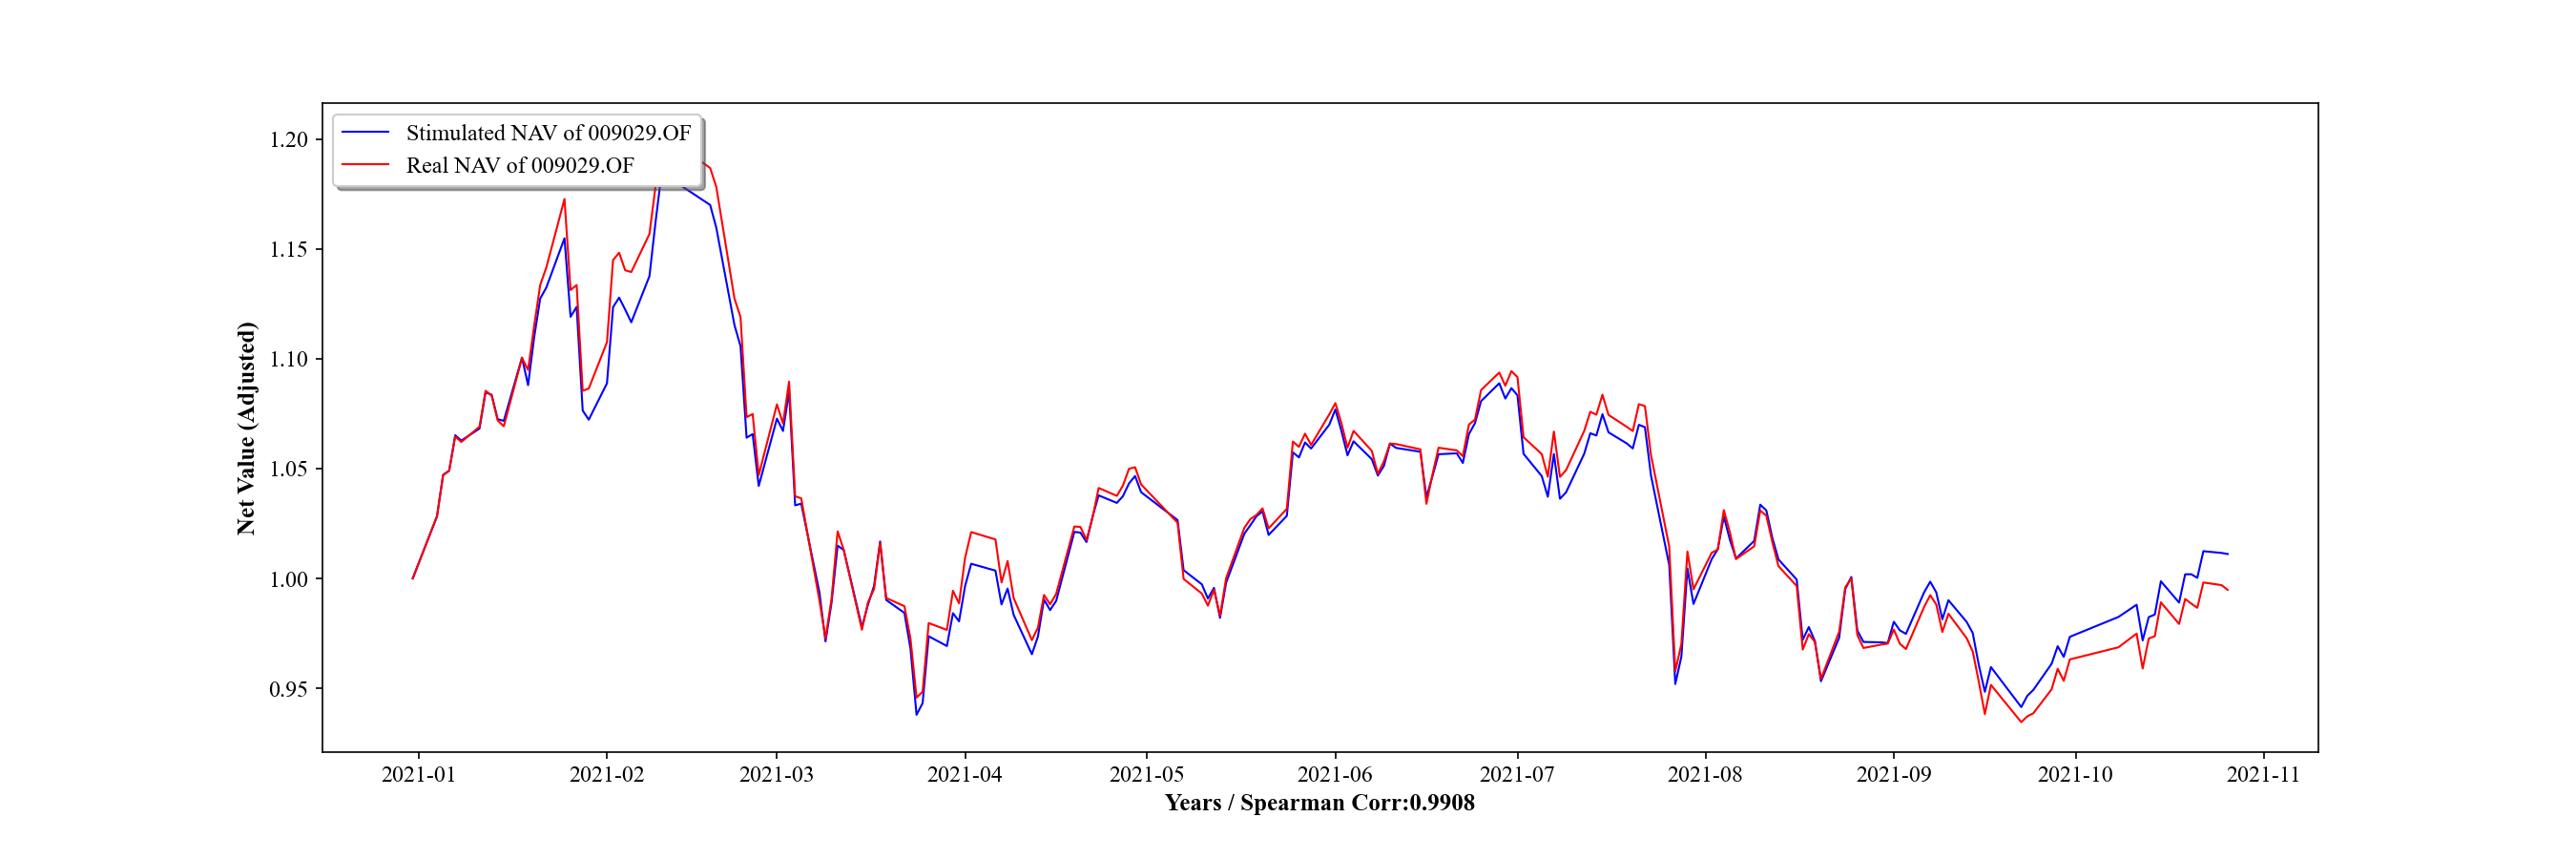 Stimulated NAV of 009029.OF
Real NAV of 009029.OF
Net Value (Adjusted)
1.20
1.15
1.10
1.05
1.00
0.95
2021-01 2021-02 2021-03 2021-04 2021-05 2021-06 2021-07 2021-08 2021-09 2021-10 2021-11
Years / Spearman Corr:0.9908